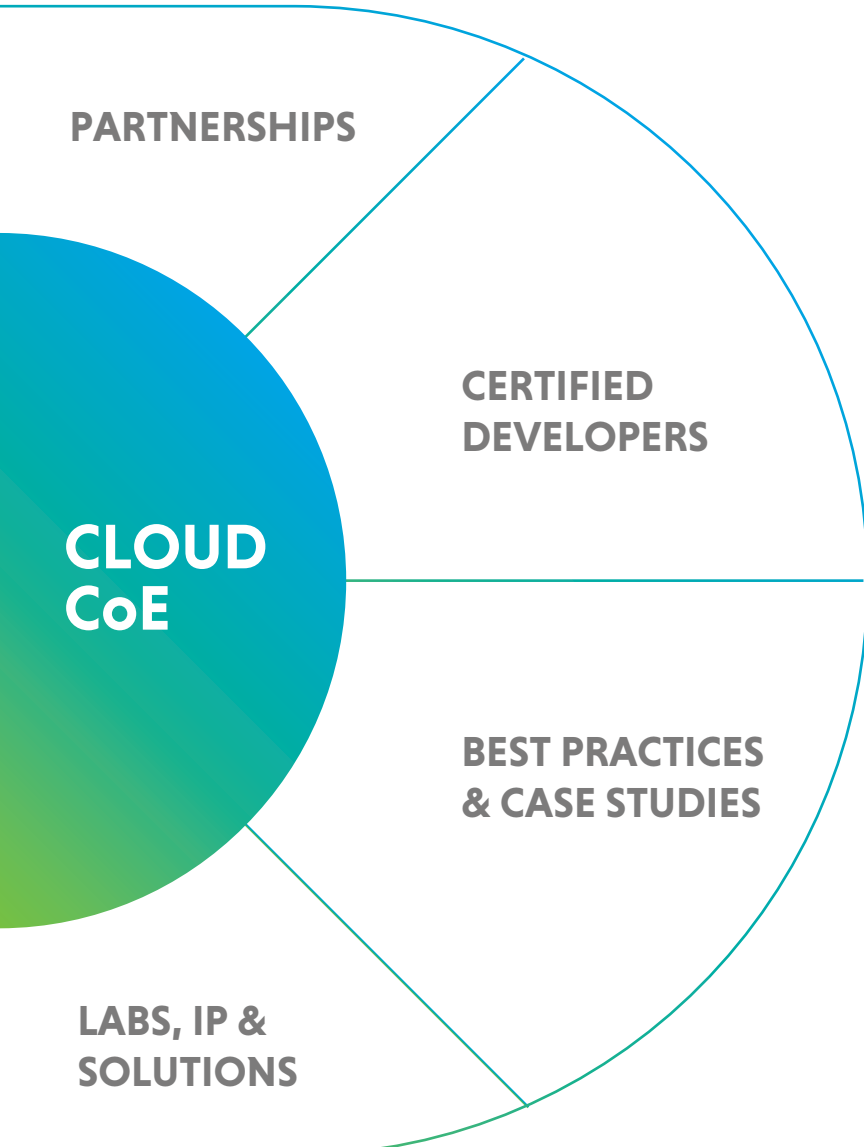 PARTNERSHIPS
CERTIFIED
DEVELOPERS
CLOUD
CoE
BEST PRACTICES
& CASE STUDIES
LABS, IP &
SOLUTIONS